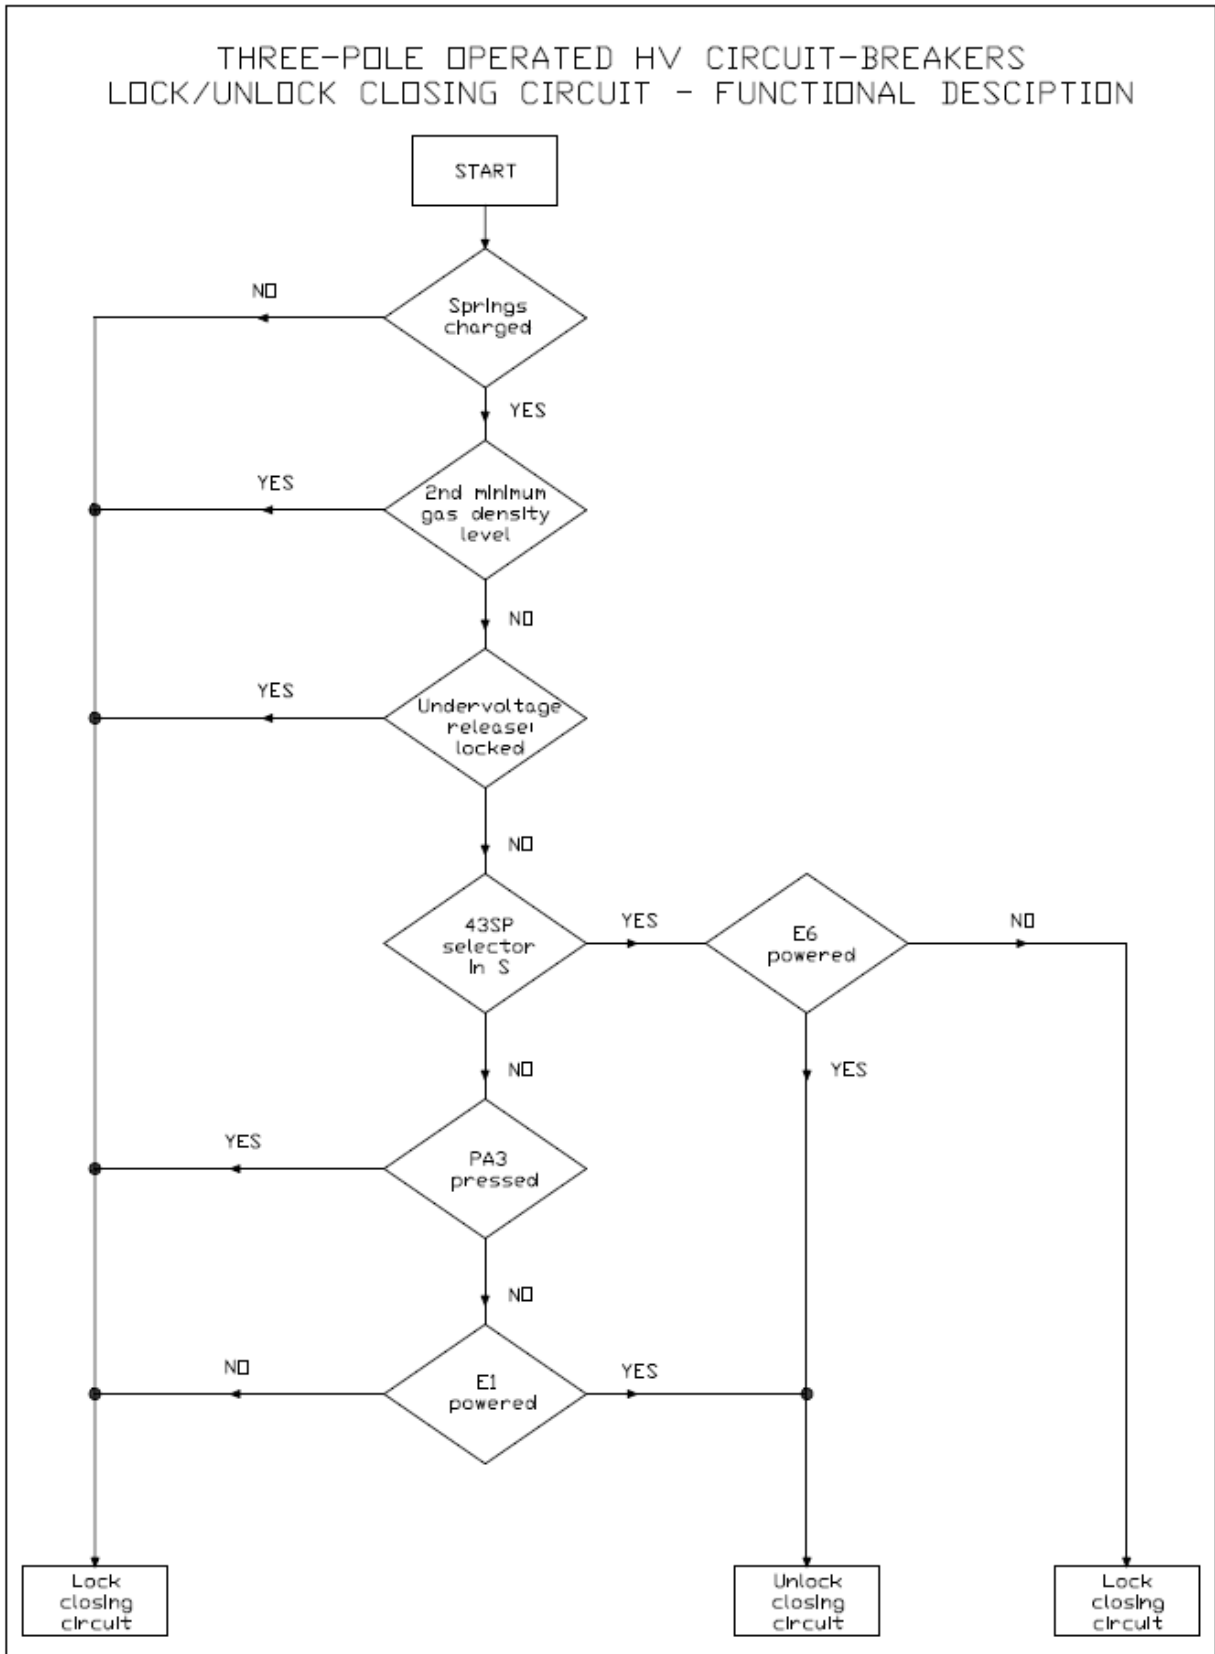 THREE-POLE OPERATED HV CIRCUIT-BREAKERS
LOCK/UNLOCK CLOSING CIRCUIT - FUNCTIONAL DESCIPTION
START
NO
Springs
charged
YES
YES
2nd minimum
gas density
level
NO
YES
Undervoltage
release:
locked
NO
43SP
selector
in S
YES
E6
powered
NO
NO
YES
YES
PA3
pressed
NO
NO
E1
powered
YES
Lock
closing
circuit
Unlock
closing
circuit
Lock
closing
circuit